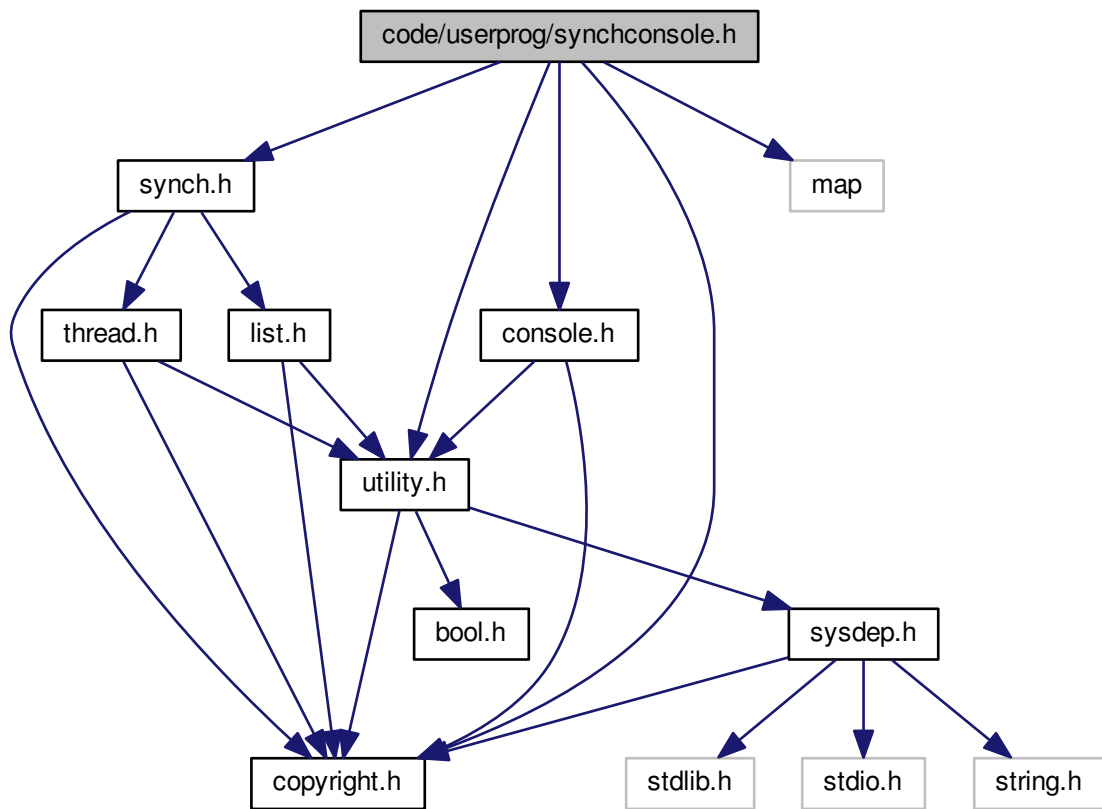 code/userprog/synchconsole.h
synch.h
map
thread.h
list.h
console.h
utility.h
bool.h
sysdep.h
copyright.h
stdlib.h
stdio.h
string.h